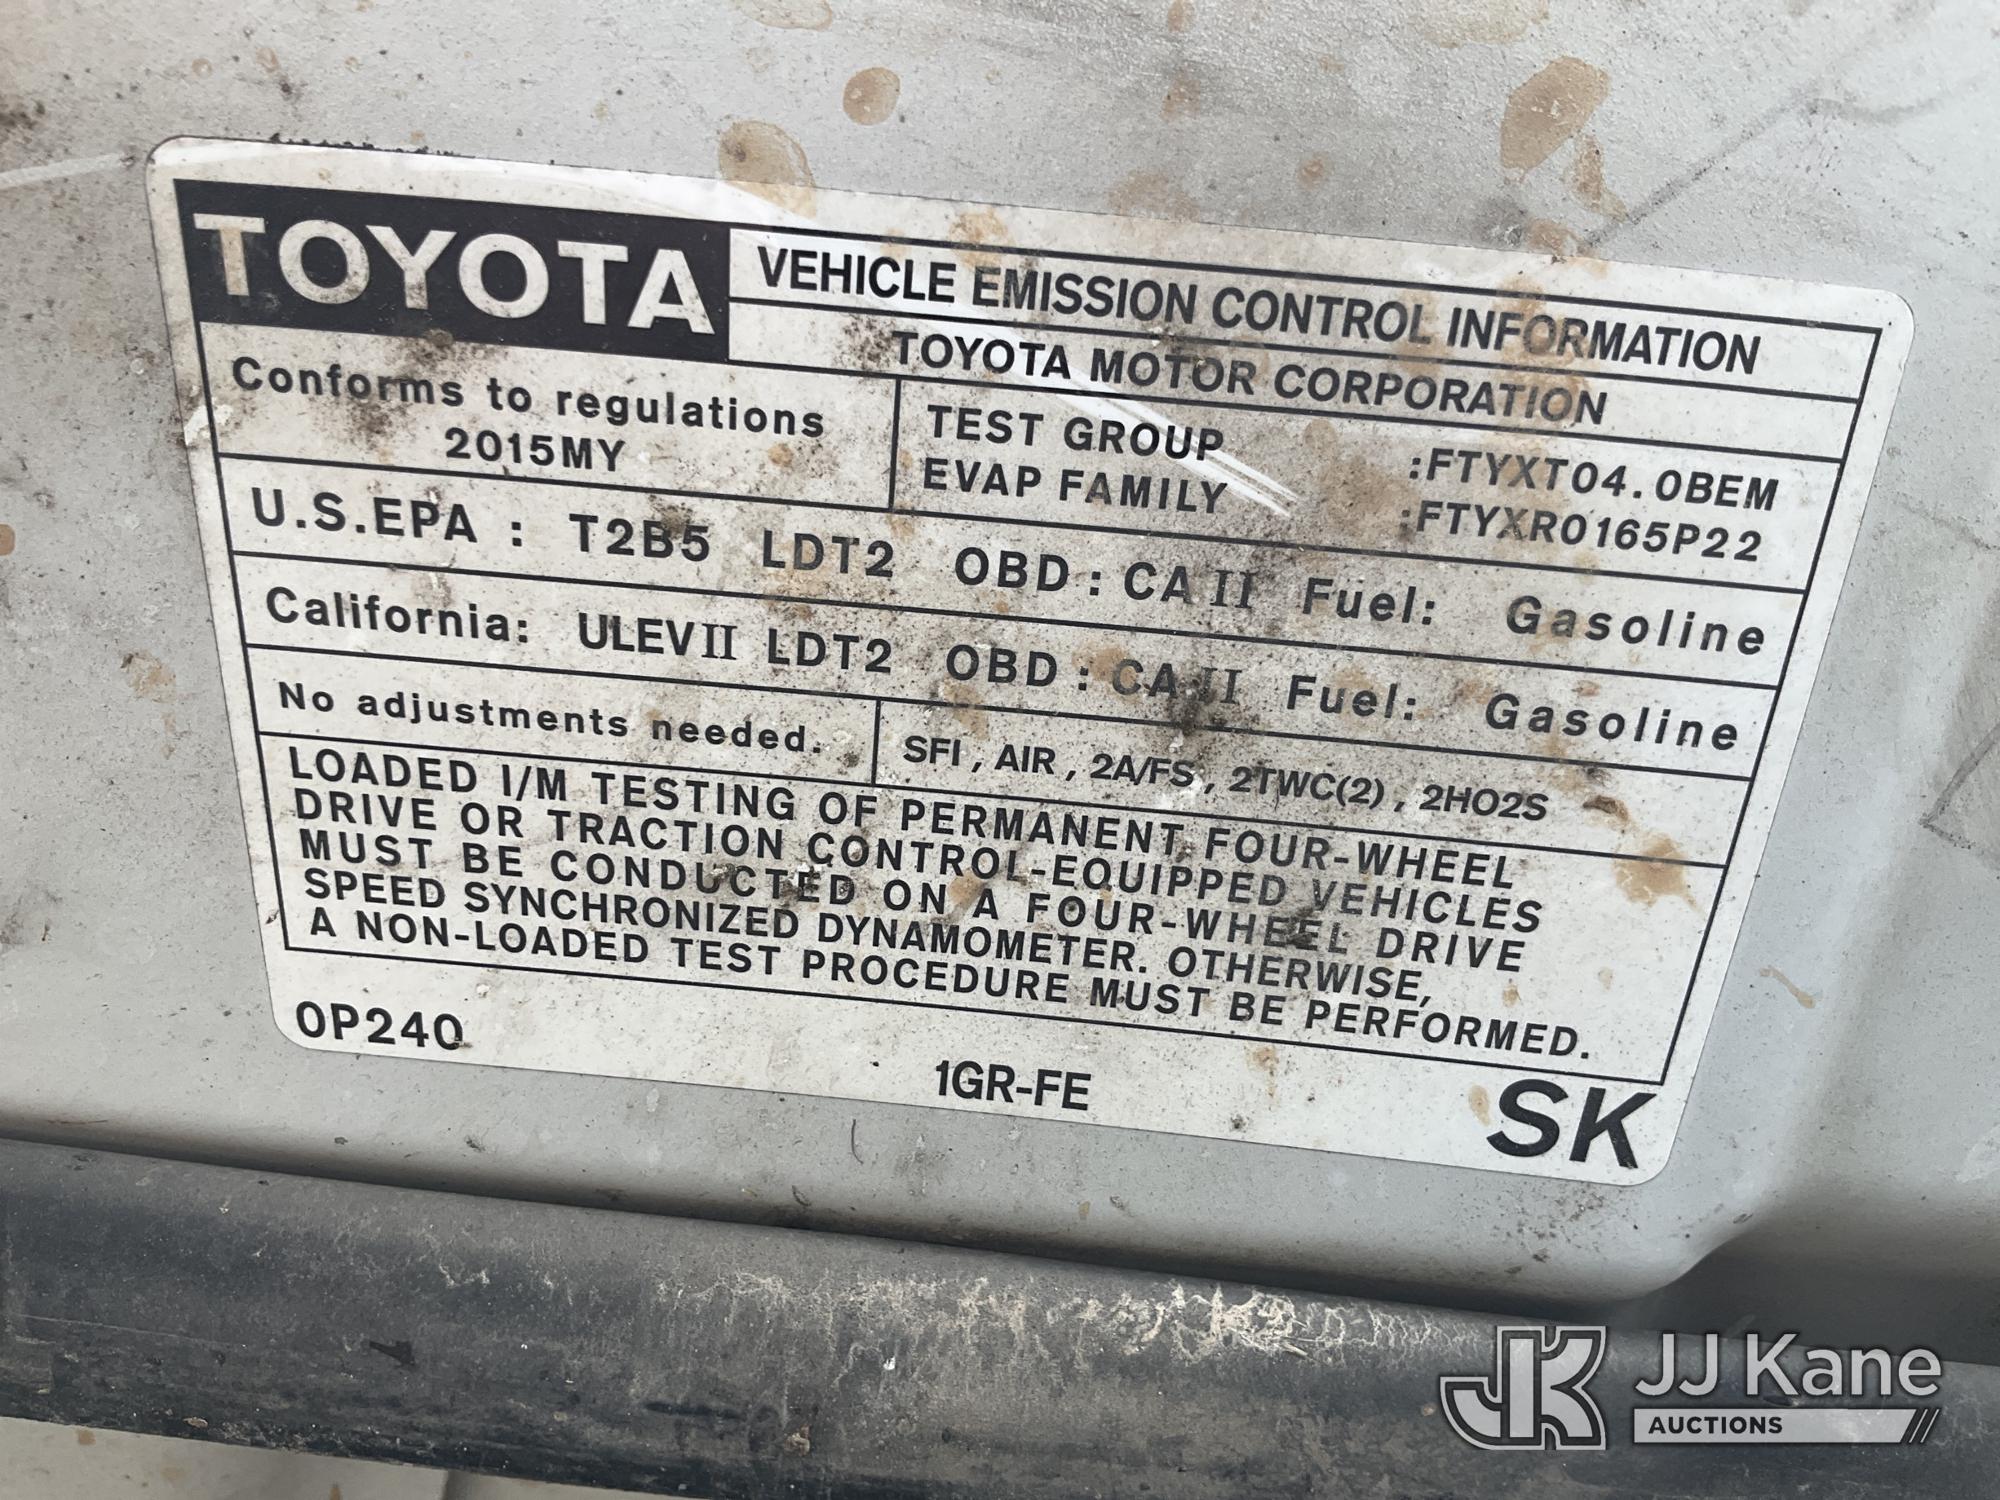 TOYOTA
VEHICLE EMISSION CONTROL INFORMATION
TOYOTA MOTOR CORPORATION
Conforms to regulations
2015MY
TEST GROUP :FTYXT04.0BEM
EVAP FAMILY :FTYXR0165P22
U.S.EPA : T2B5 LDT2 OBD : CA II Fuel: Gasoline
California: ULEV II LDT2 OBD : CA II Fuel: Gasoline
No adjustments needed.
SFI , AIR , 2A/FS , 2TWC(2) , 2HO2S
LOADED I/M TESTING OF PERMANENT FOUR-WHEEL
DRIVE OR TRACTION CONTROL-EQUIPPED VEHICLES
MUST BE CONDUCTED ON A FOUR-WHEEL DRIVE
SPEED SYNCHRONIZED DYNAMOMETER. OTHERWISE,
A NON-LOADED TEST PROCEDURE MUST BE PERFORMED.
0P240
1GR-FE
SK
JK JJ Kane
AUCTIONS